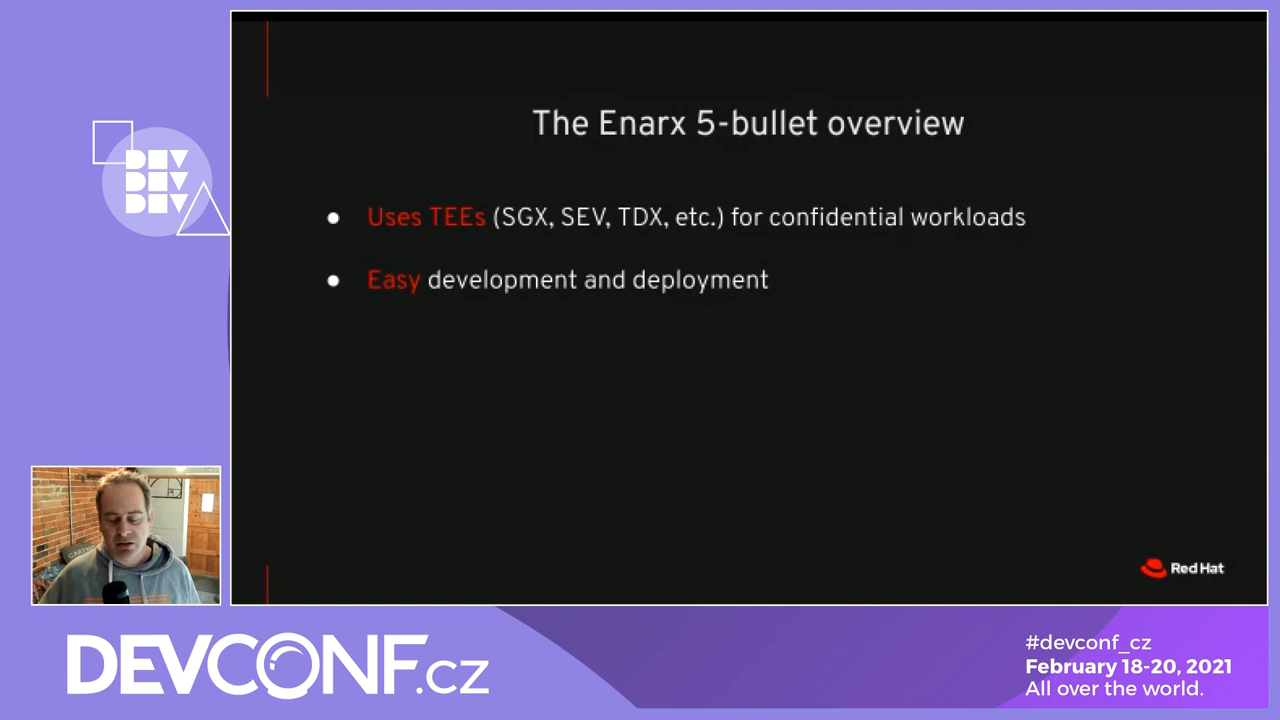 The Enarx 5-bullet overview
DEV
DEV
DEV
● Uses TEEs (SGX, SEV, TDX, etc.) for confidential workloads
● Easy development and deployment
Red Hat
DEVCONF.cz
#devconf_cz
February 18-20, 2021
All over the world.